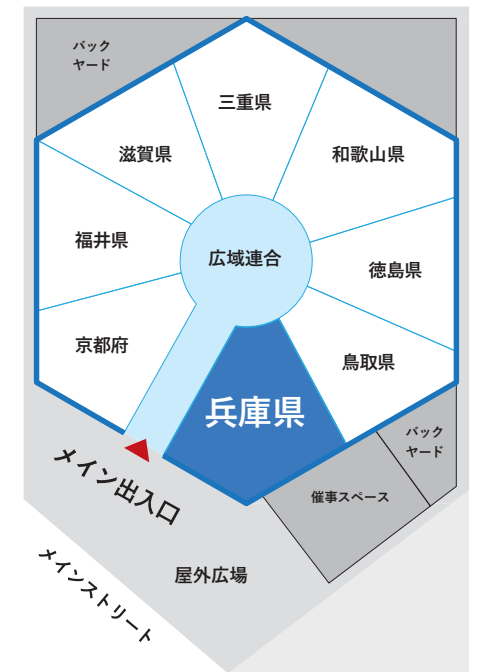 バック
ヤード
三重県
滋賀県
和歌山県
福井県
広域連合
徳島県
京都府
鳥取県
兵庫県
バック
ヤード
メイン出入口
催事スペース
屋外広場
メインストリート